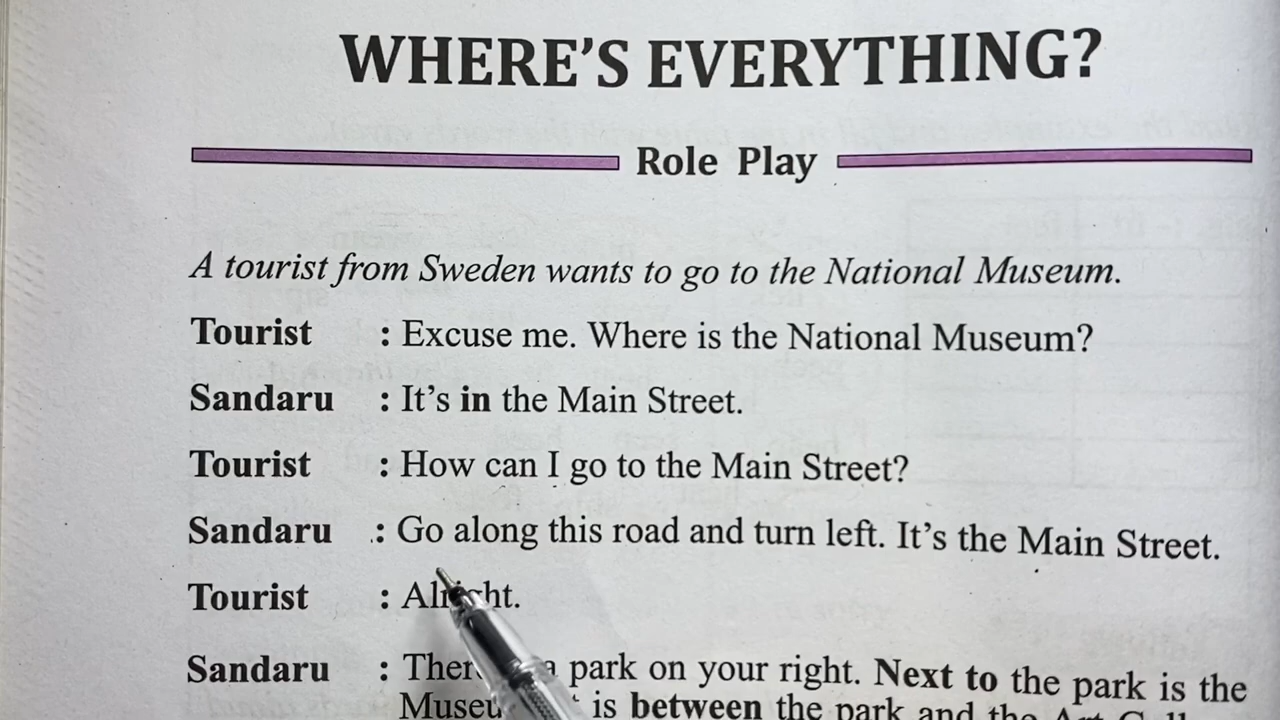 WHERE'S EVERYTHING?
Role Play
A tourist from Sweden wants to go to the National Museum.
Tourist : Excuse me. Where is the National Museum?
Sandaru : It's in the Main Street.
Tourist : How can I go to the Main Street?
Sandaru : Go along this road and turn left. It's the Main Street.
Tourist : Alright.
Sandaru : a park on your right. Next to the park is the
is between the park and the Art